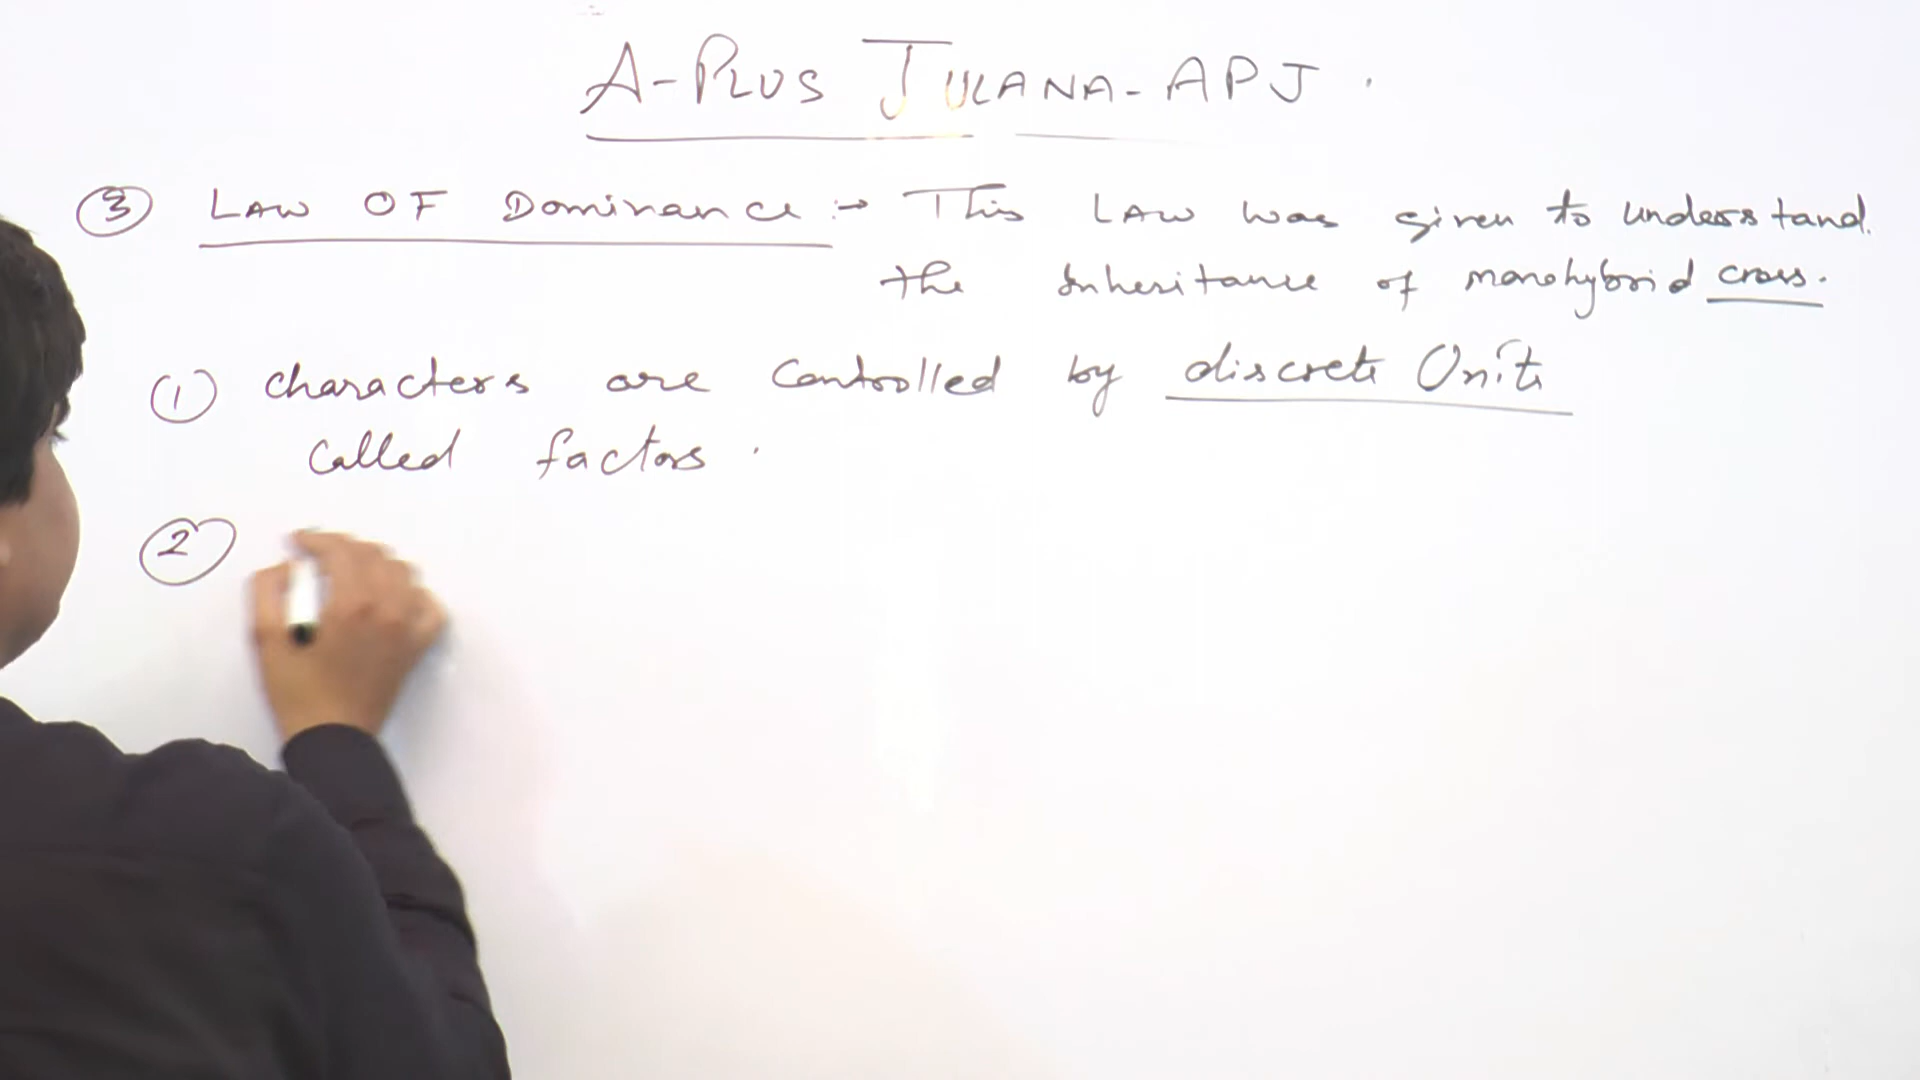 A-PLUS JULANA-APJ.
③ LAW OF Dominance :→ This LAW was given to understand.
the Inheritance of monohybrid cross.
① characters are controlled by discrete Units
called factors.
②